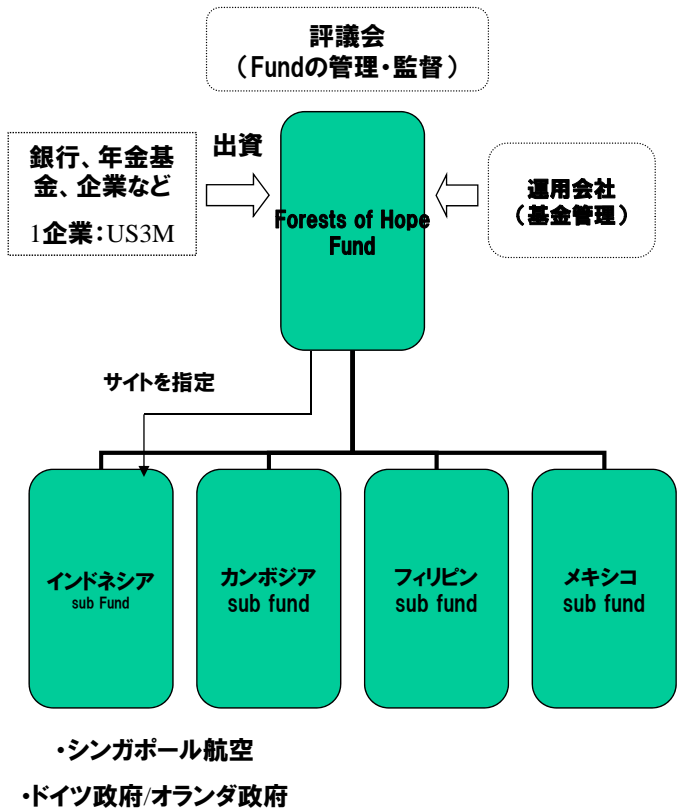 評議会
（Fundの管理・監督）
銀行、年金基
金、企業など
1企業：US3M
出資
Forests of Hope
Fund
運用会社
（基金管理）
サイトを指定
インドネシア
sub Fund
カンボジア
sub fund
フィリピン
sub fund
メキシコ
sub fund
・シンガポール航空
・ドイツ政府/オランダ政府